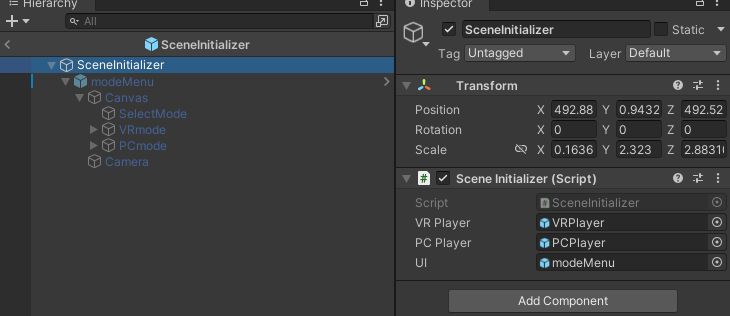 Hierarchy
All
SceneInitializer
SceneInitializer
modeMenu
Canvas
SelectMode
VRmode
PCmode
Camera
Inspector
SceneInitializer
Static
Tag Untagged Layer Default
Transform
Position X 492.88 Y 0.9432 Z 492.52
Rotation X 0 Y 0 Z 0
Scale X 0.1636 Y 2.323 Z 2.8831
Scene Initializer (Script)
Script SceneInitializer
VR Player VRPlayer
PC Player PCPlayer
UI modeMenu
Add Component